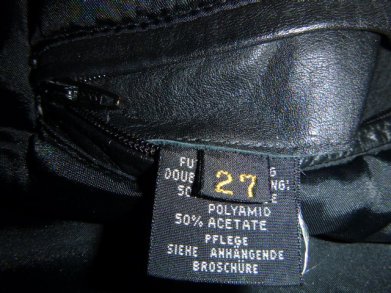 27
POLYAMID
50% ACETATE
PFLEGE
SIEHE ANHÄNGENDE
BROSCHÜRE